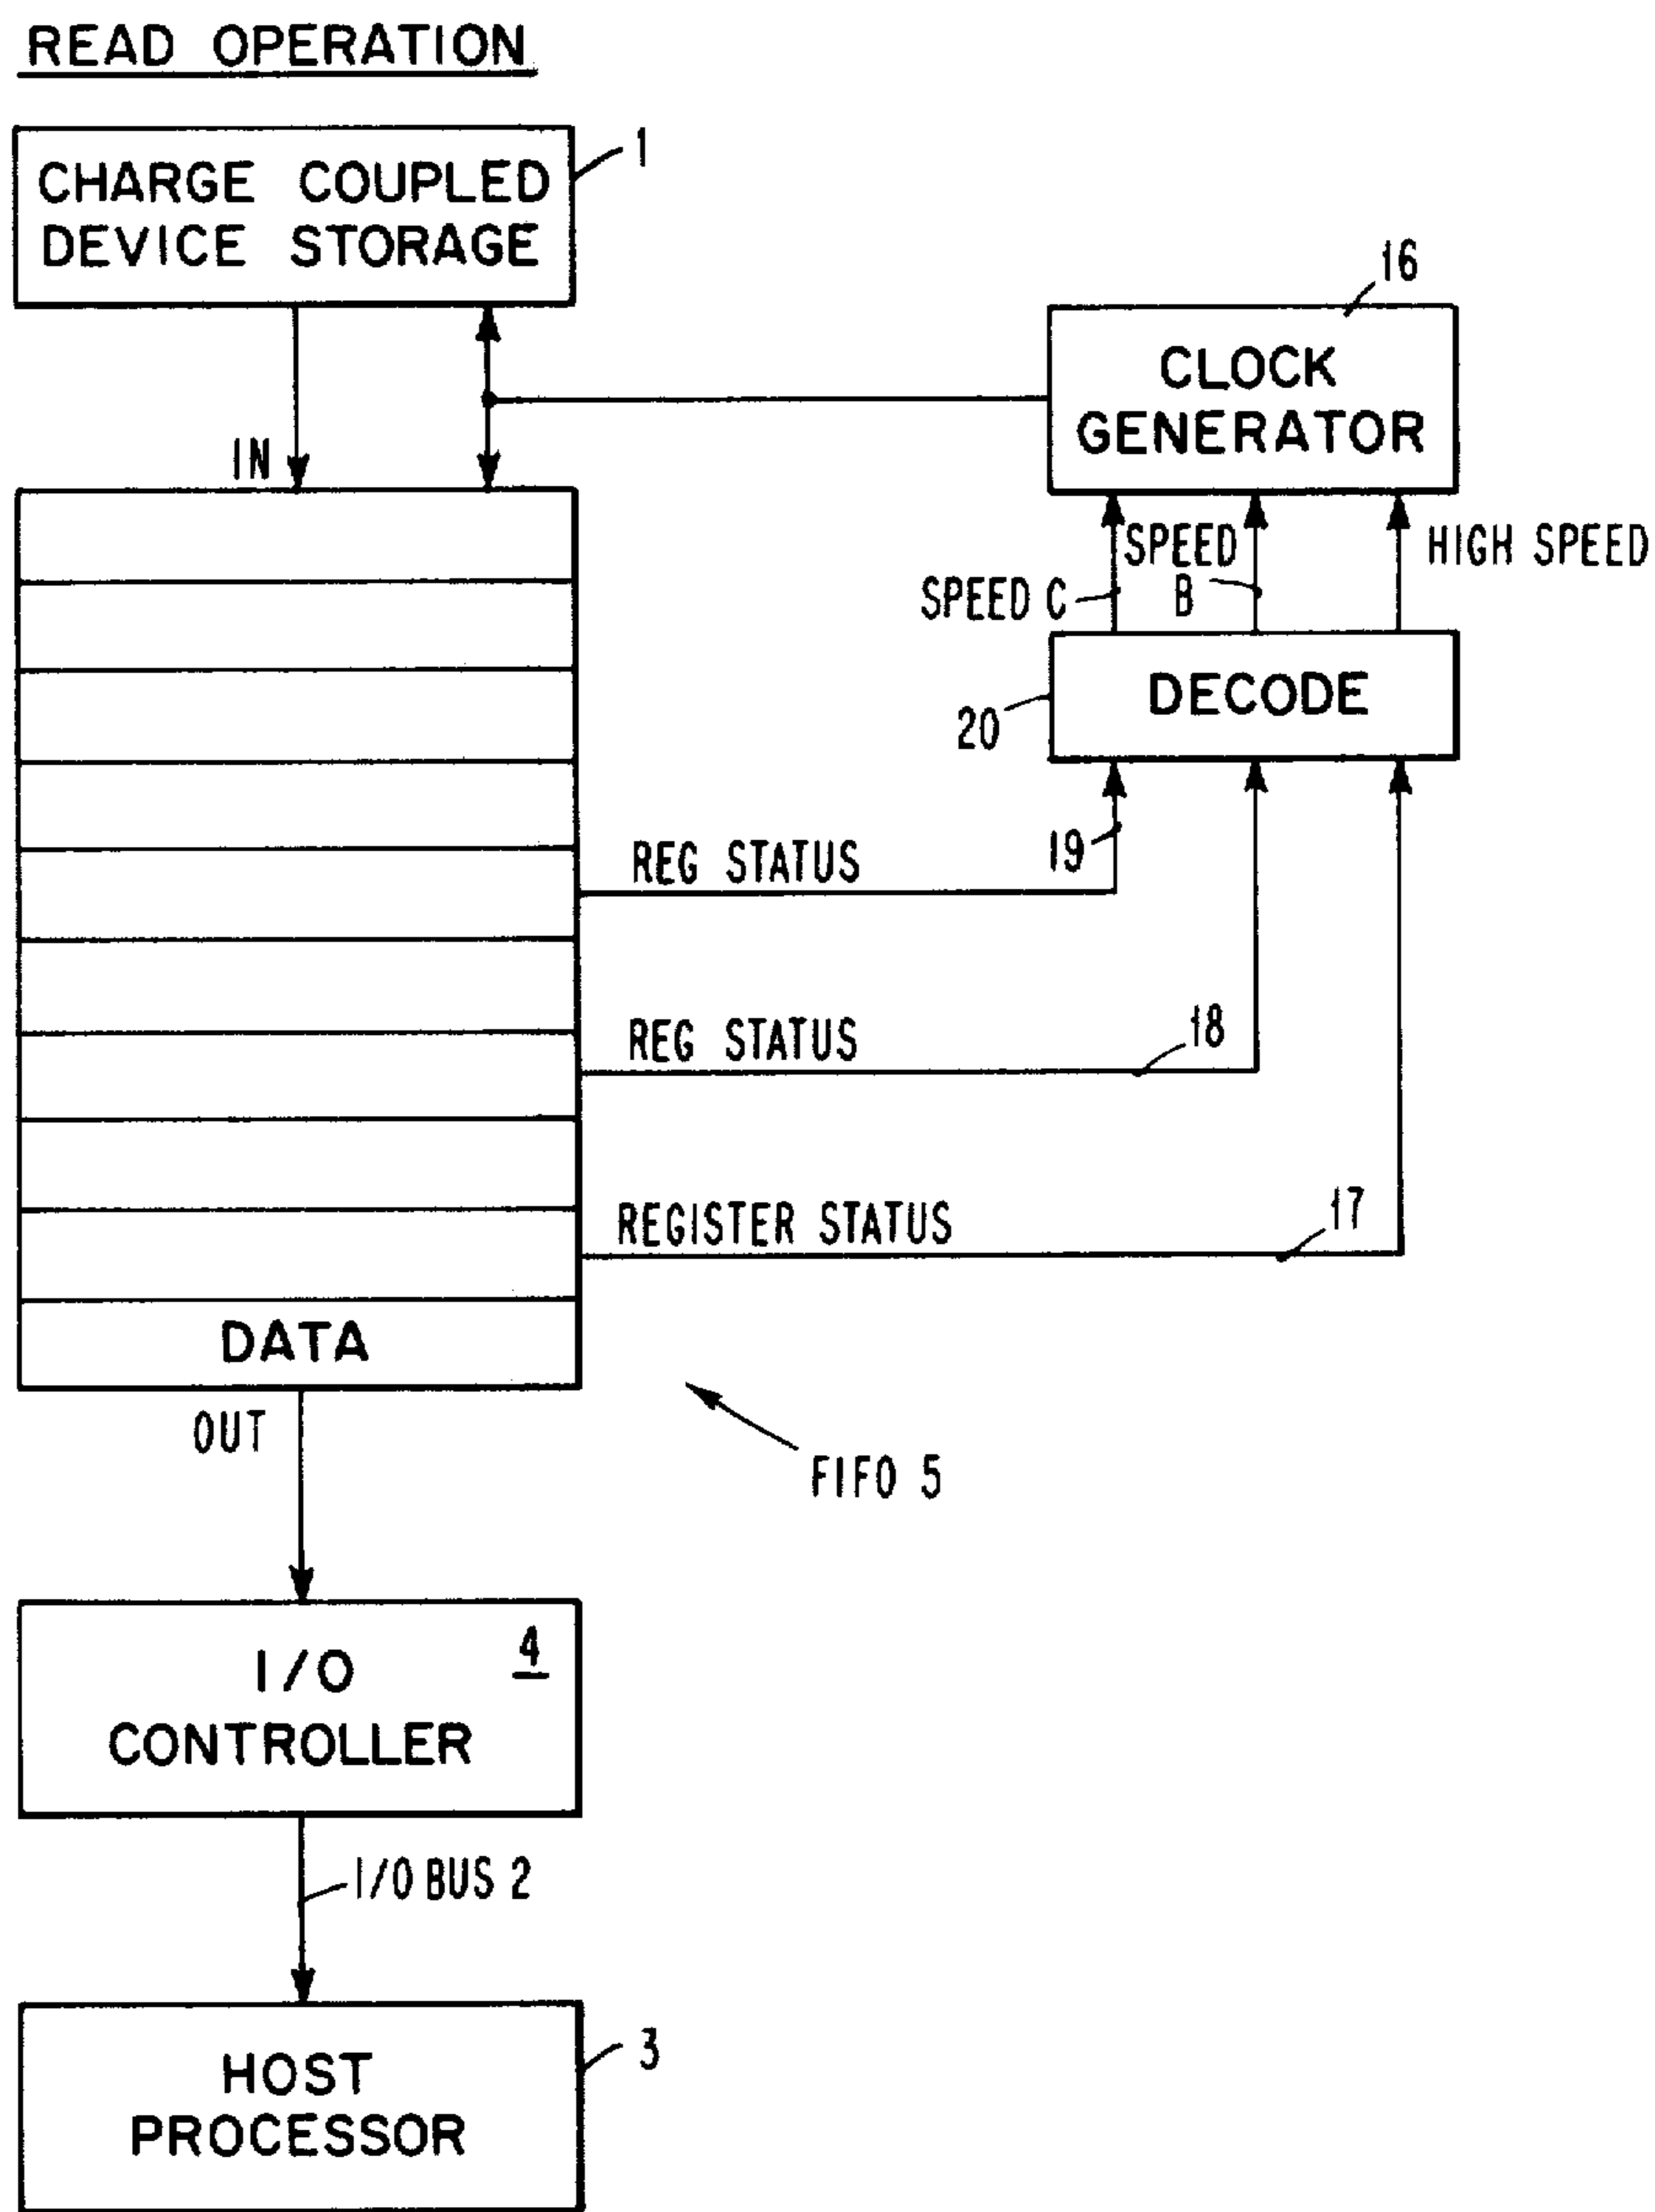 READ OPERATION
CHARGE COUPLED
DEVICE STORAGE
1
16
CLOCK
GENERATOR
IN
SPEED
B
HIGH SPEED
SPEED C
DECODE
20
19
REG STATUS
REG STATUS
18
REGISTER STATUS
17
DATA
OUT
FIFO 5
I/O
CONTROLLER
4
I/O BUS 2
HOST
PROCESSOR
3